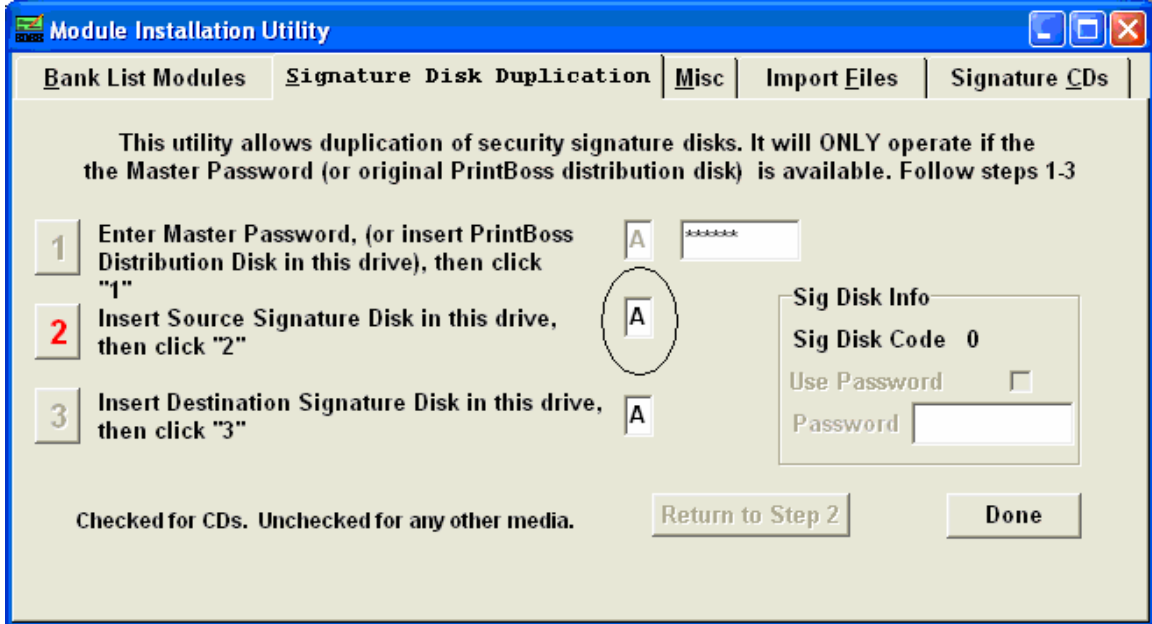 Module Installation Utility
Bank List Modules Signature Disk Duplication Misc Import Files Signature CDs
This utility allows duplication of security signature disks. It will ONLY operate if the
the Master Password (or original PrintBoss distribution disk) is available. Follow steps 1-3
1 Enter Master Password, (or insert PrintBoss A ******
Distribution Disk in this drive), then click
"1"
2 Insert Source Signature Disk in this drive, A
then click "2"
Sig Disk Info
Sig Disk Code 0
Use Password
Password
3 Insert Destination Signature Disk in this drive, A
then click "3"
Checked for CDs. Unchecked for any other media.
Return to Step 2 Done